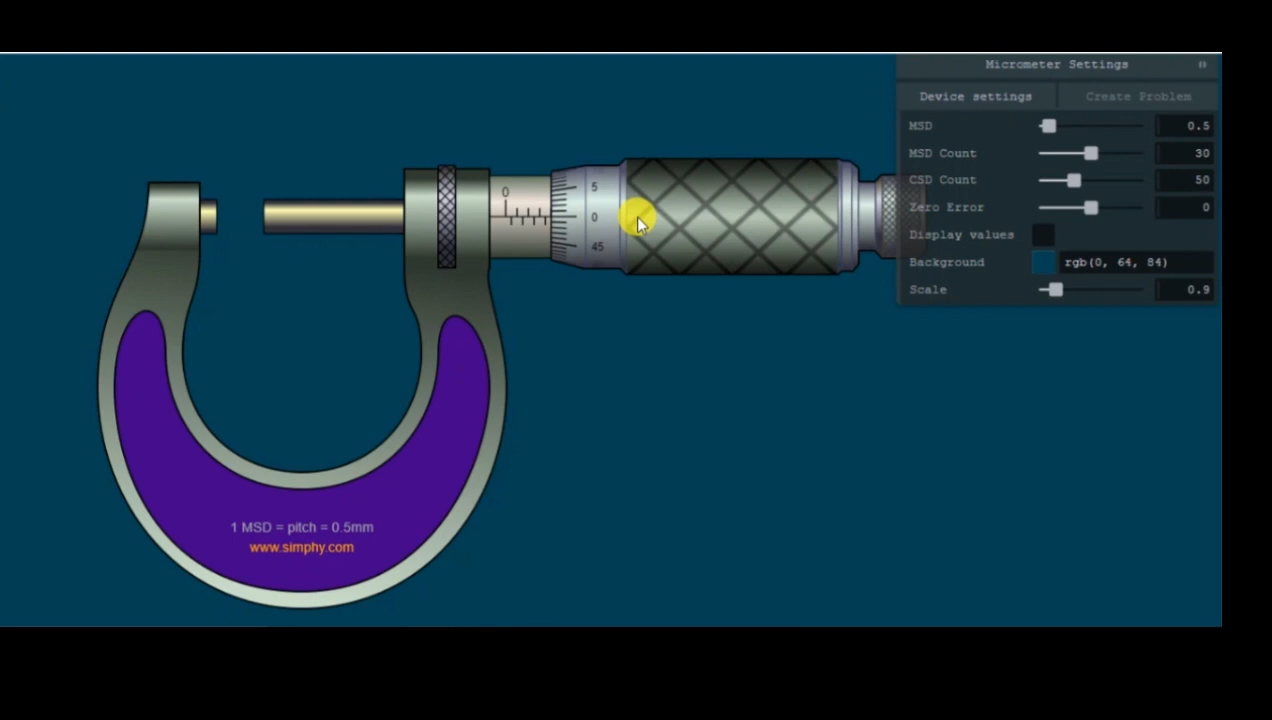 Micrometer Settings
Device settings
Create Problem
MSD 0.5
MSD Count 30
CSD Count 50
Zero Error 0
Display values
Background rgb(0, 64, 84)
Scale 0.9
0
5
0
45
1 MSD = pitch = 0.5mm
www.simphy.com